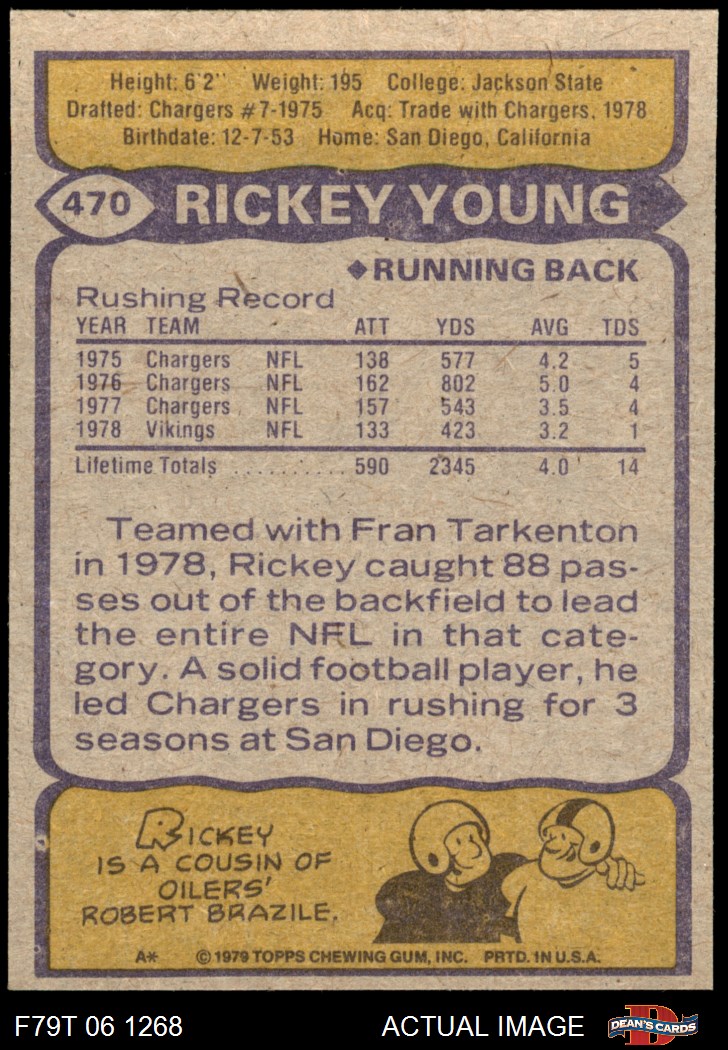 Height: 6'2" Weight: 195 College: Jackson State
Drafted: Chargers #7-1975 Acq: Trade with Chargers, 1978
Birthdate: 12-7-53 Home: San Diego, California
470 RICKEY YOUNG
◆RUNNING BACK
Rushing Record
YEAR TEAM ATT YDS AVG TDS
1975 Chargers NFL 138 577 4.2 5
1976 Chargers NFL 162 802 5.0 4
1977 Chargers NFL 157 543 3.5 4
1978 Vikings NFL 133 423 3.2 1
Lifetime Totals .......... 590 2345 4.0 14
Teamed with Fran Tarkenton
in 1978, Rickey caught 88 pas-
ses out of the backfield to lead
the entire NFL in that cate-
gory. A solid football player, he
led Chargers in rushing for 3
seasons at San Diego.
RICKEY
IS A COUSIN OF
OILERS'
ROBERT BRAZILE.
A* © 1979 TOPPS CHEWING GUM, INC. PRTD. IN U.S.A.
F79T 06 1268 ACTUAL IMAGE D DEAN'S CARDS